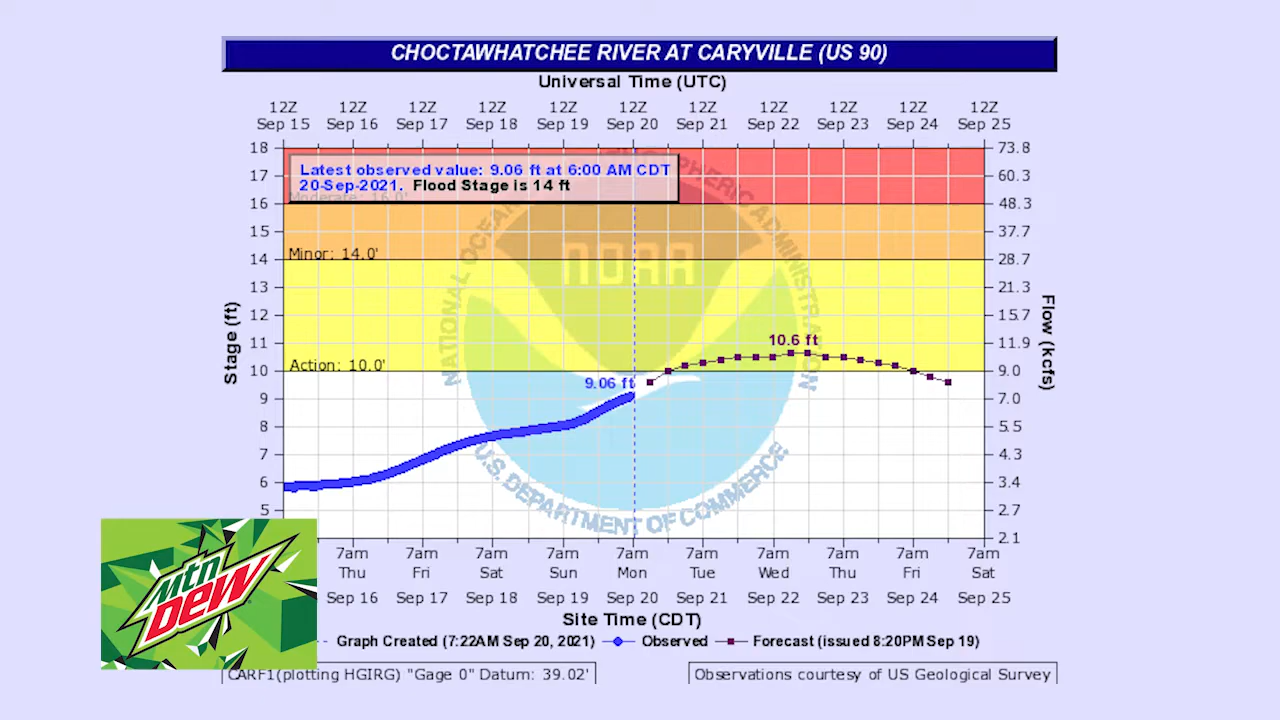 CHOCTAWHATCHEE RIVER AT CARYVILLE (US 90)
Universal Time (UTC)
12Z 12Z 12Z 12Z 12Z 12Z 12Z 12Z 12Z 12Z 12Z
Sep 15 Sep 16 Sep 17 Sep 18 Sep 19 Sep 20 Sep 21 Sep 22 Sep 23 Sep 24 Sep 25
18 73.8
Latest observed value: 9.06 ft at 6:00 AM CDT
17 60.3
20-Sep-2021. Flood Stage is 14 ft
Moderate: 16.0'
16 48.3
15 37.7
Minor: 14.0'
14 28.7
13 21.3
12 15.7
11 11.9
10.6 ft
Action: 10.0'
10 9.0
9.06 ft
9 7.0
8 5.5
7 4.3
6 3.4
5 2.7
2.1
Stage (ft)
Flow (kcfs)
NOAA
NATIONAL OCEANIC AND ATMOSPHERIC ADMINISTRATION
U.S. DEPARTMENT OF COMMERCE
7am 7am 7am 7am 7am 7am 7am 7am 7am 7am
Thu Fri Sat Sun Mon Tue Wed Thu Fri Sat
Sep 16 Sep 17 Sep 18 Sep 19 Sep 20 Sep 21 Sep 22 Sep 23 Sep 24 Sep 25
Site Time (CDT)
Graph Created (7:22AM Sep 20, 2021) Observed Forecast (issued 8:20PM Sep 19)
CARF1(plotting HGIRG) "Gage 0" Datum: 39.02'
Observations courtesy of US Geological Survey
Mtn
DEW